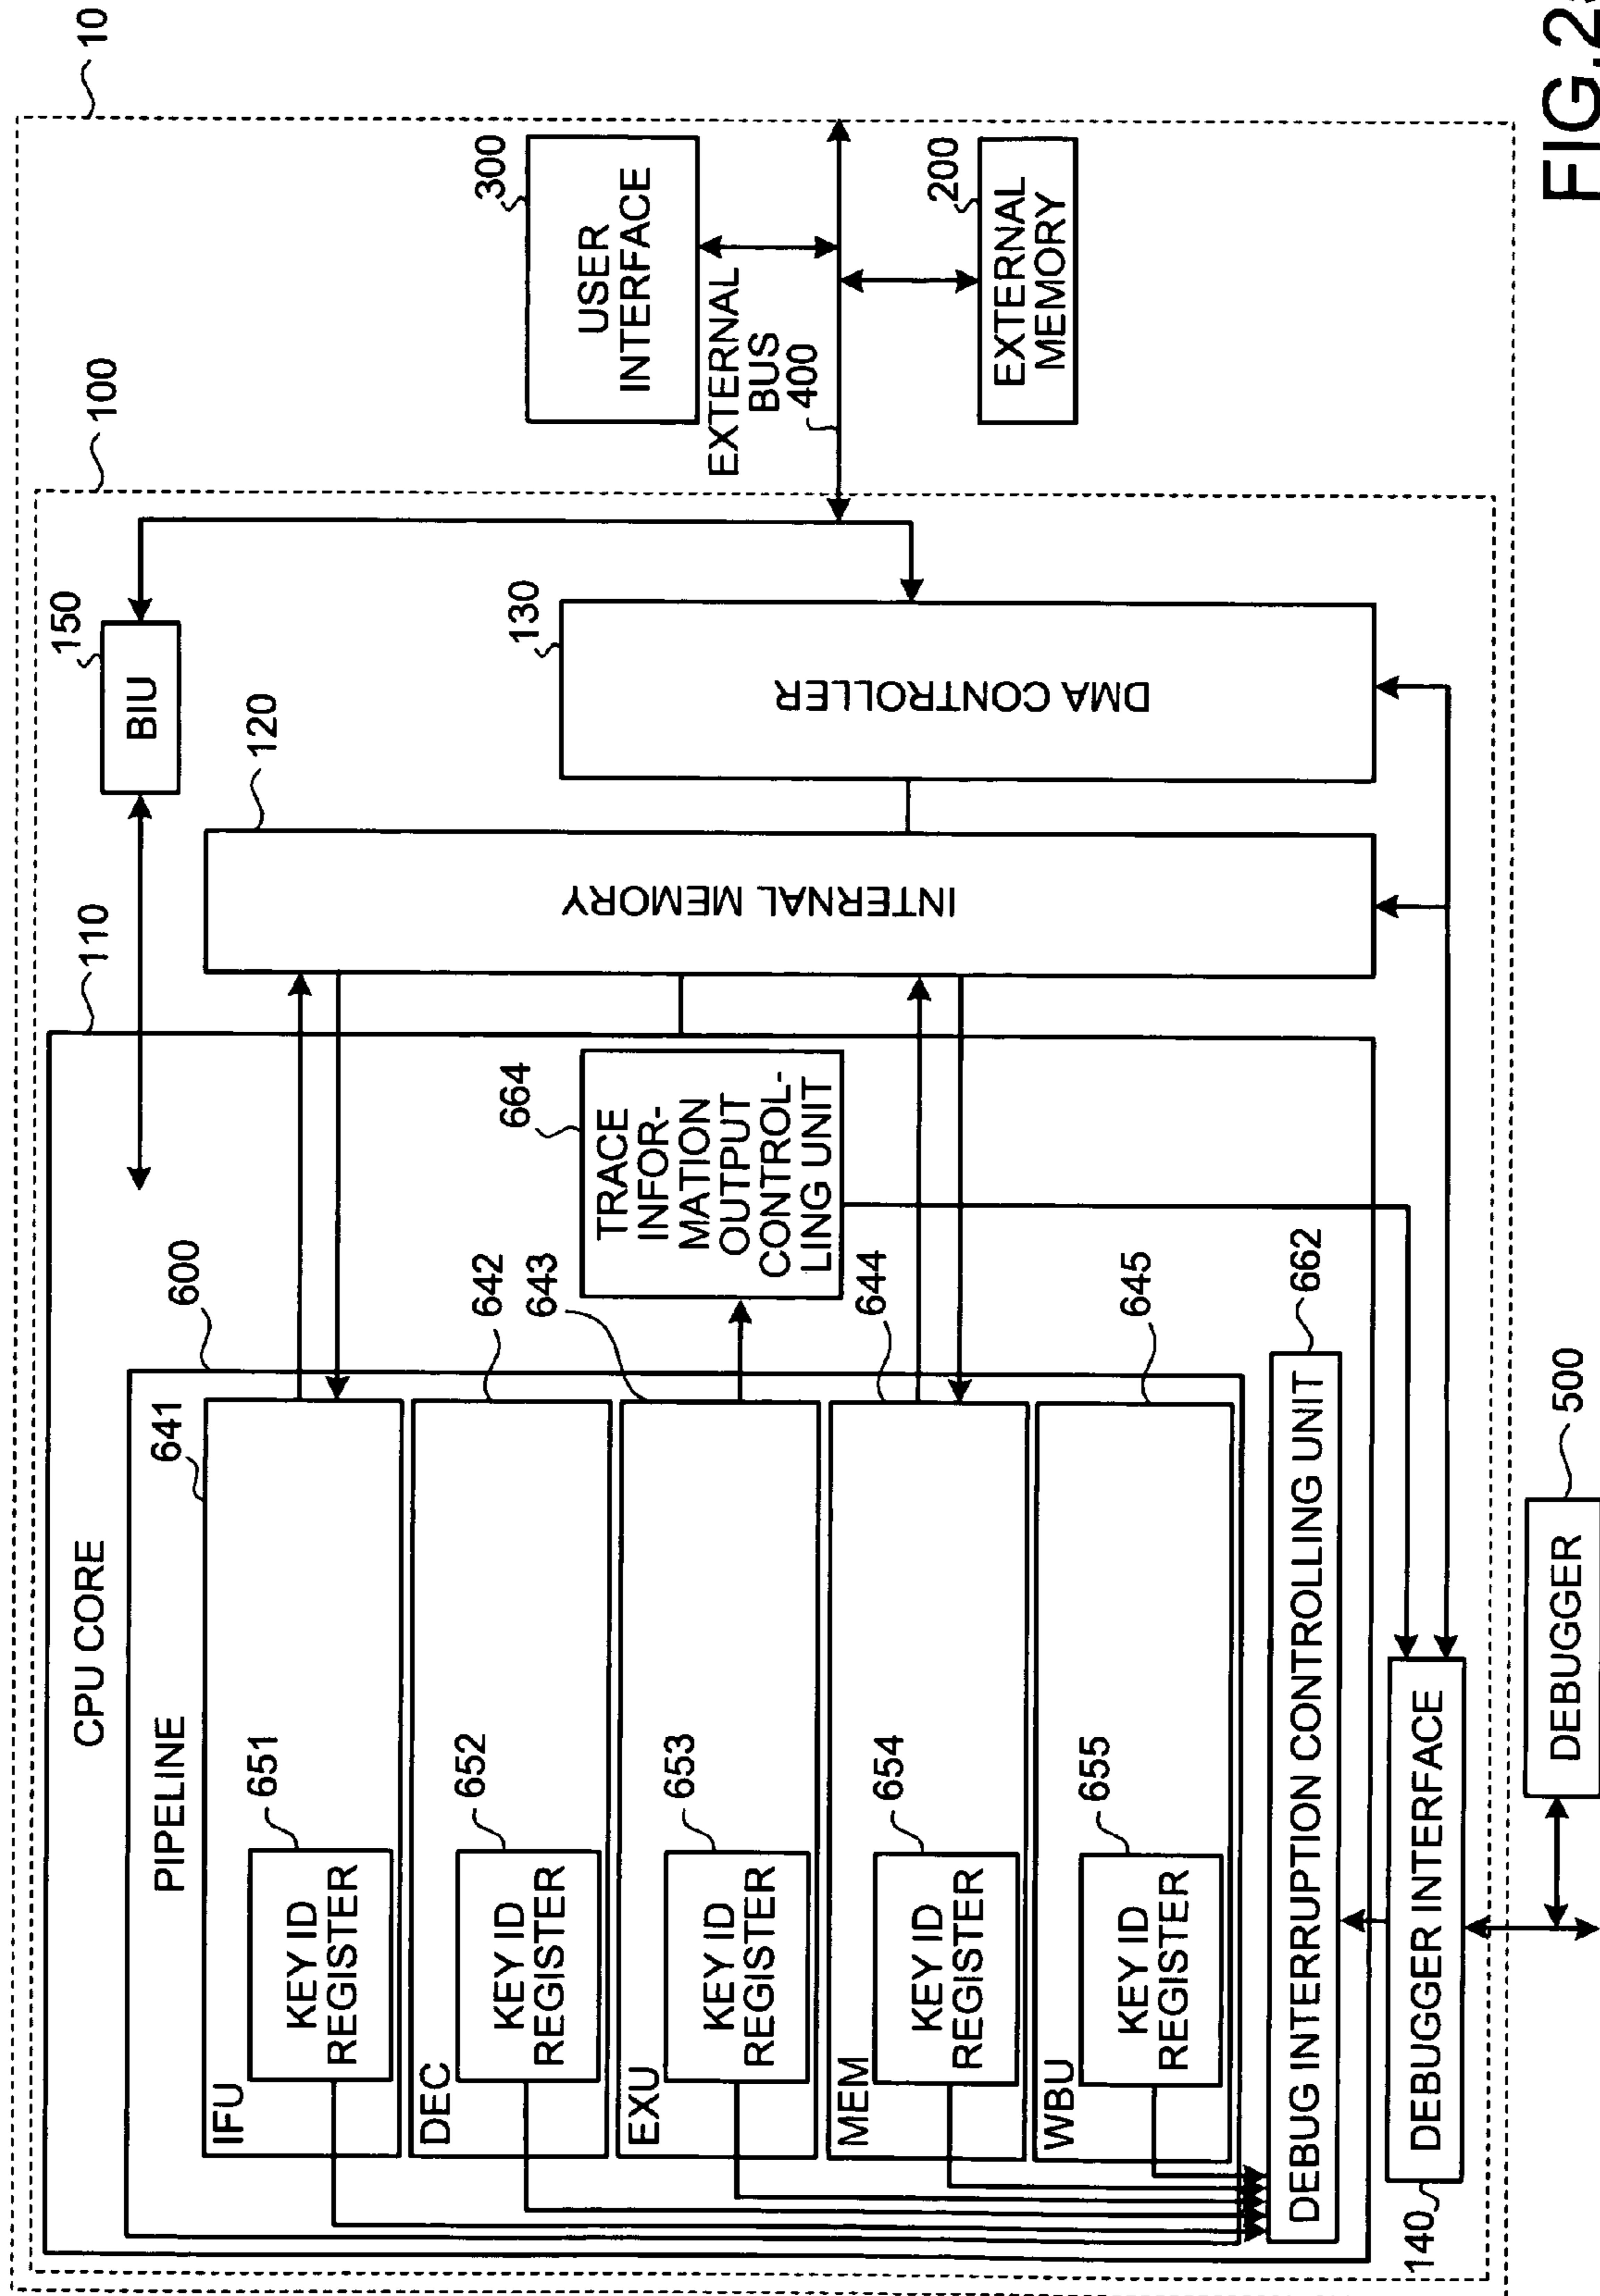 10
100
CPU CORE
110
PIPELINE
600
641
IFU
651
KEY ID
REGISTER
642
DEC
652
KEY ID
REGISTER
643
EXU
653
KEY ID
REGISTER
644
MEM
654
KEY ID
REGISTER
645
WBU
655
KEY ID
REGISTER
664
TRACE
INFOR-
MATION
OUTPUT
CONTROL-
LING UNIT
662
DEBUG INTERRUPTION CONTROLLING UNIT
120
INTERNAL MEMORY
150
BIU
130
DMA CONTROLLER
300
USER
INTERFACE
EXTERNAL
BUS
400
200
EXTERNAL
MEMORY
140
DEBUGGER INTERFACE
500
DEBUGGER